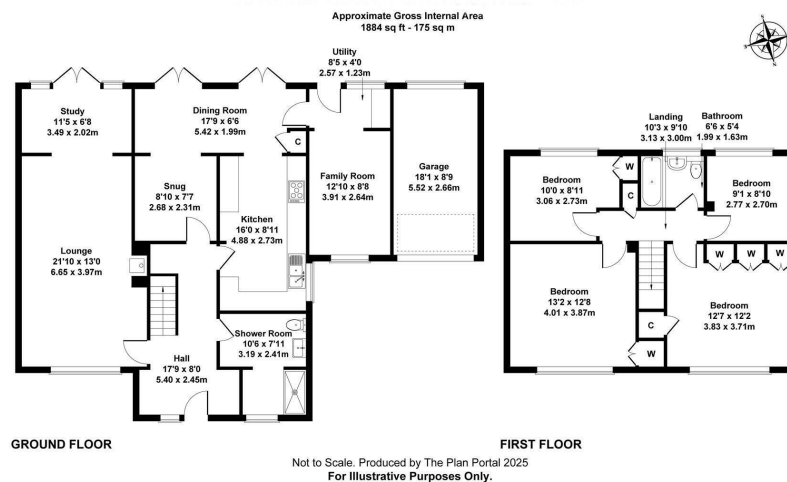 Approximate Gross Internal Area
1884 sq ft - 175 sq m
Utility
8'5 x 4'0
2.57 x 1.23m
Study
11'5 x 6'8
3.49 x 2.02m
Dining Room
17'9 x 6'6
5.42 x 1.99m
C
Snug
8'10 x 7'7
2.68 x 2.31m
Kitchen
16'0 x 8'11
4.88 x 2.73m
Family Room
12'10 x 8'8
3.91 x 2.64m
Garage
18'1 x 8'9
5.52 x 2.66m
Lounge
21'10 x 13'0
6.65 x 3.97m
Shower Room
10'6 x 7'11
3.19 x 2.41m
Hall
17'9 x 8'0
5.40 x 2.45m
GROUND FLOOR
Landing
10'3 x 9'10
3.13 x 3.00m
Bathroom
6'6 x 5'4
1.99 x 1.63m
Bedroom
10'0 x 8'11
3.06 x 2.73m
W
C
Bedroom
9'1 x 8'10
2.77 x 2.70m
W
W
W
Bedroom
13'2 x 12'8
4.01 x 3.87m
Bedroom
12'7 x 12'2
3.83 x 3.71m
C
W
FIRST FLOOR
Not to Scale. Produced by The Plan Portal 2025
For Illustrative Purposes Only.